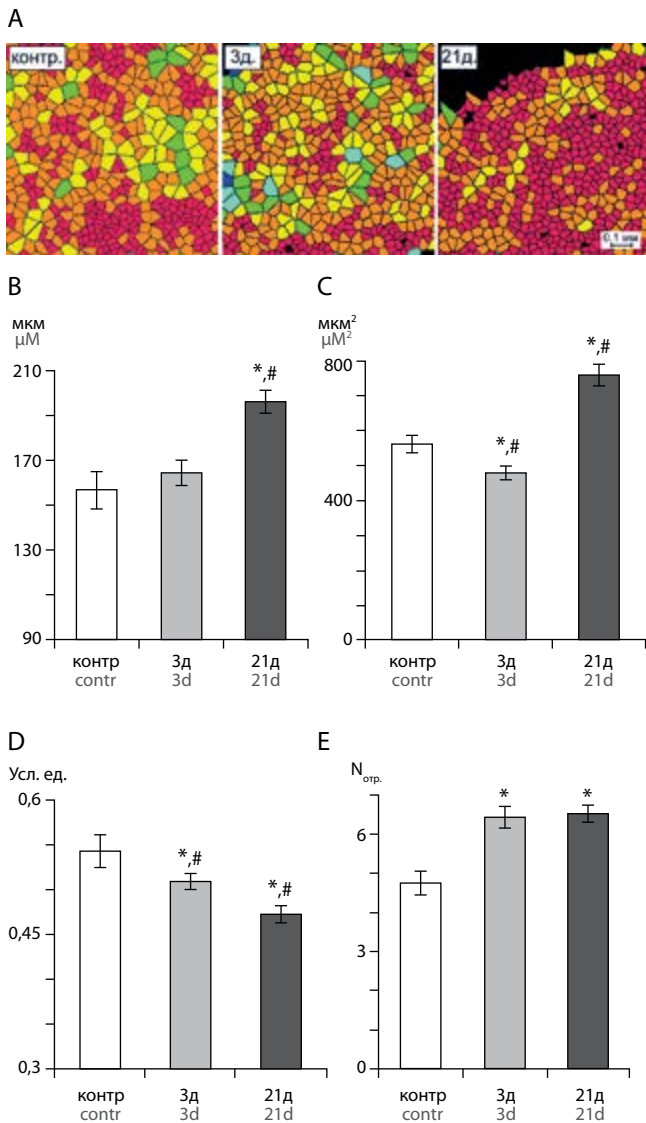 A
контр.
3д.
21д.
0,1 мм
B
мкм
µM
210
170
130
90
*,#
контр
contr
3д
3d
21д
21d
C
мкм²
µM²
800
400
0
*,#
*,#
контр
contr
3д
3d
21д
21d
D
Усл. ед.
0,6
0,45
0,3
*,#
*,#
контр
contr
3д
3d
21д
21d
E
Nотр.
6
3
0
*
*
контр
contr
3д
3d
21д
21d